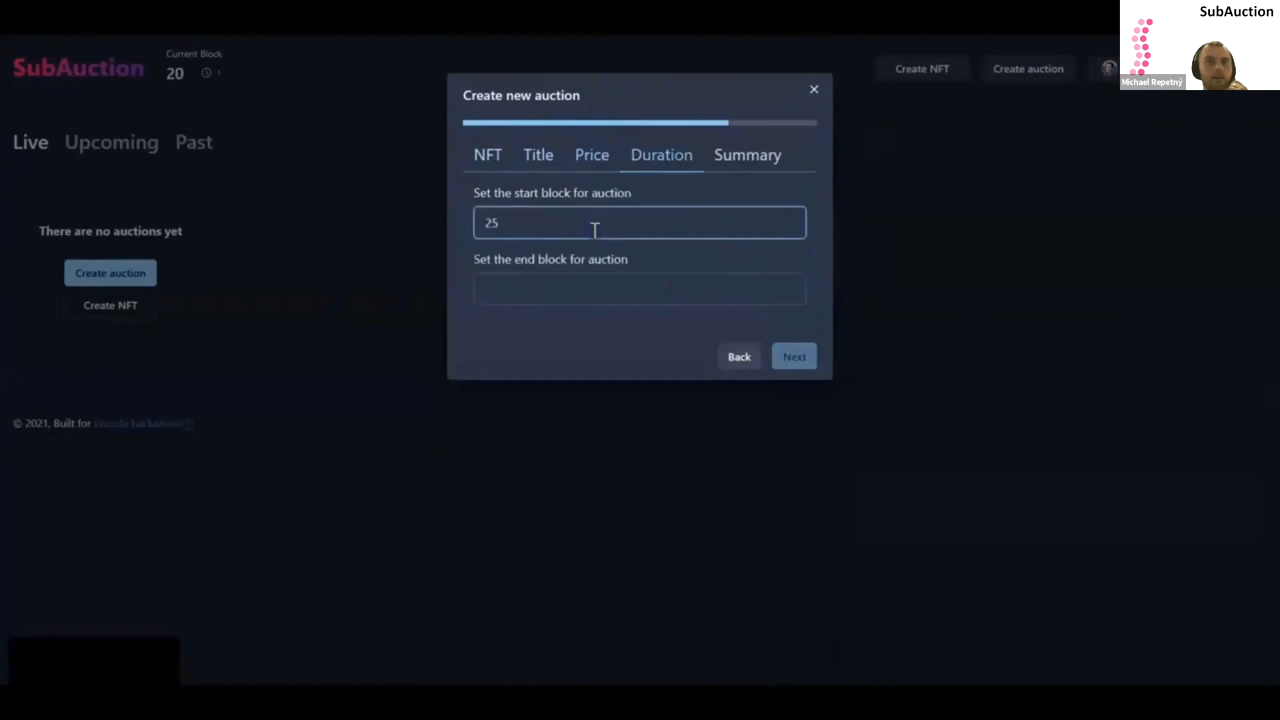 SubAuction
Michael Repetný
SubAuction
Current Block
20
Create NFT
Create auction
Live
Upcoming
Past
There are no auctions yet
Create auction
Create NFT
© 2021, Built for
Create new auction
NFT
Title
Price
Duration
Summary
Set the start block for auction
25
Set the end block for auction
Back
Next